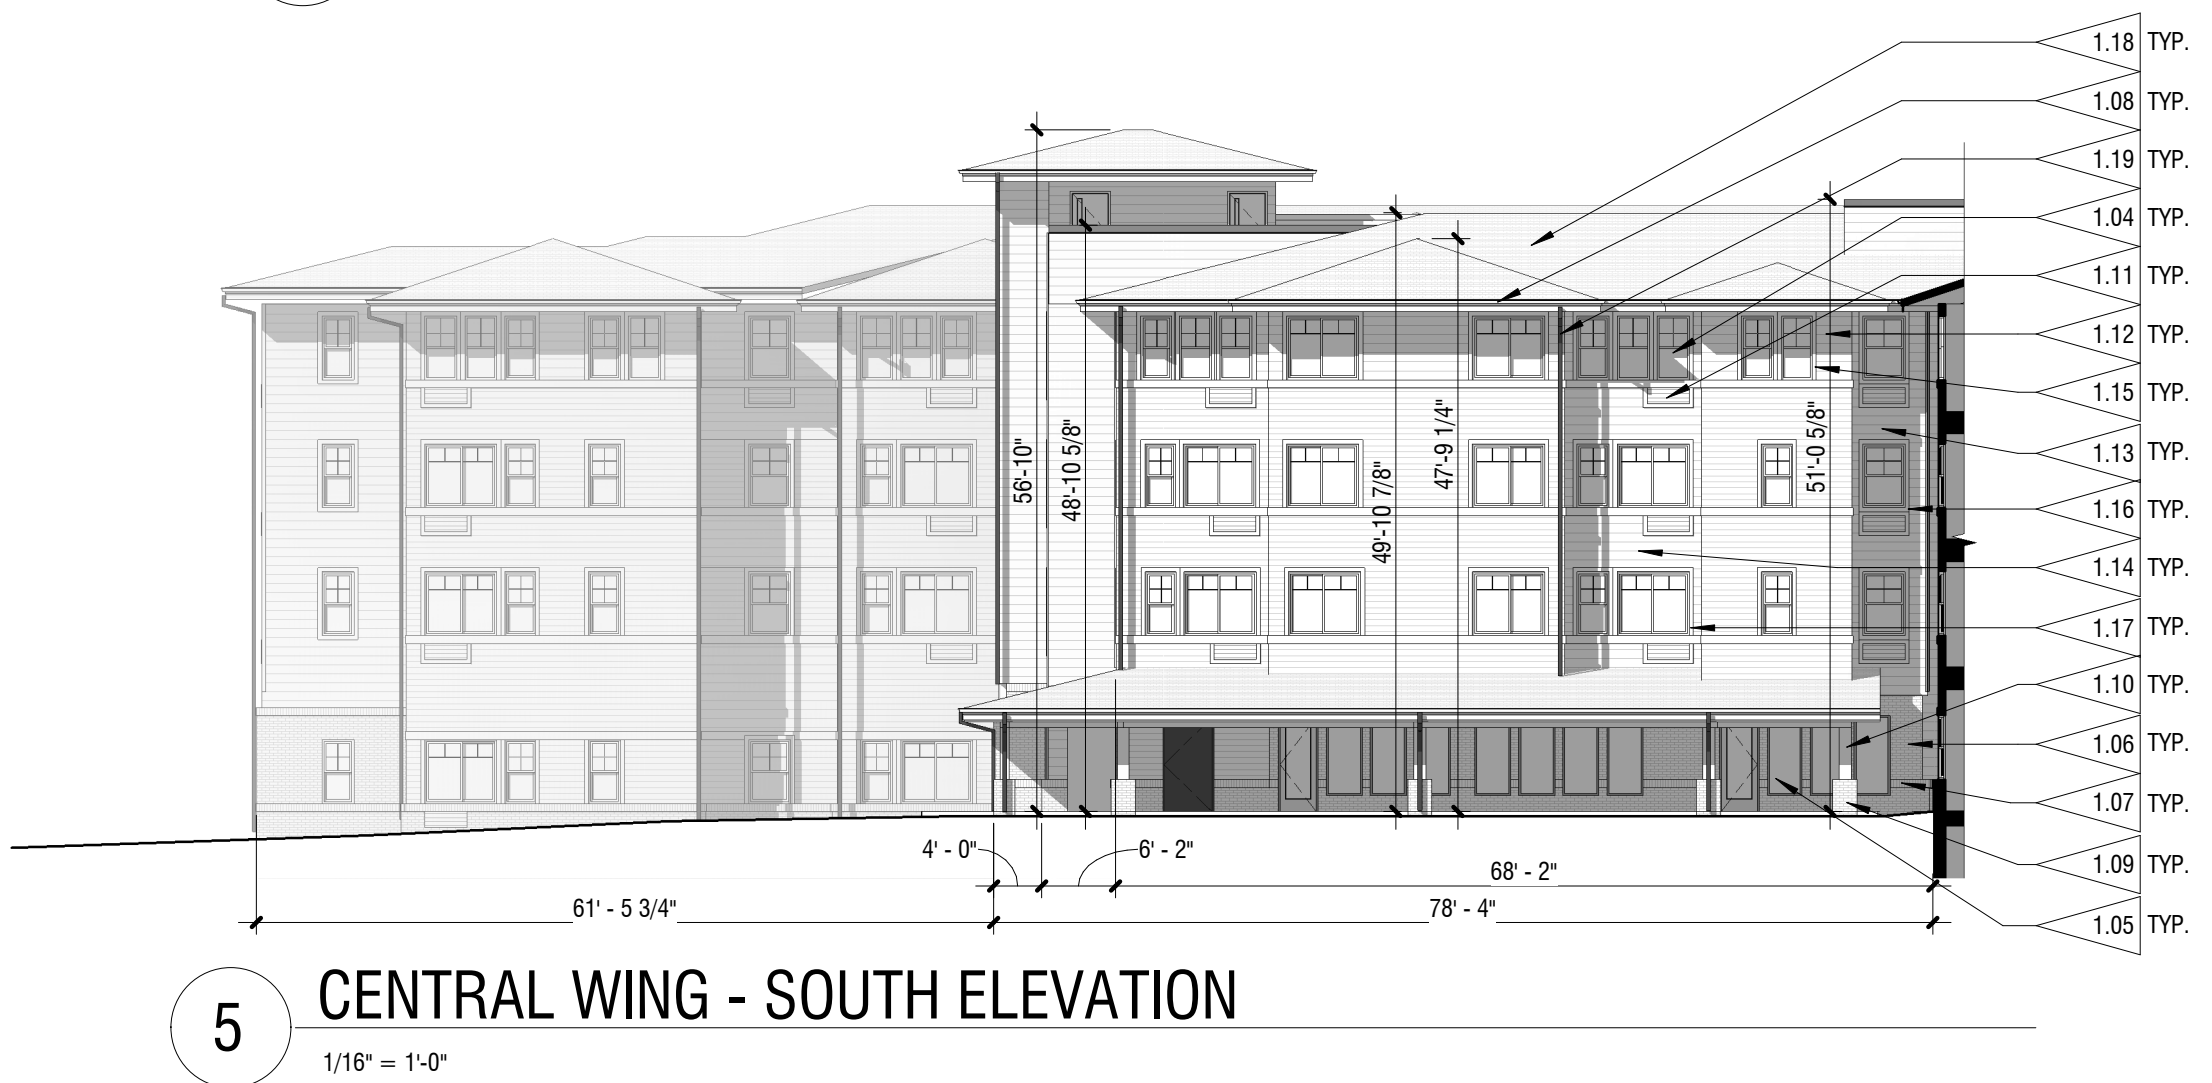 1.18 TYP.
1.08 TYP.
1.19 TYP.
1.04 TYP.
1.11 TYP.
1.12 TYP.
1.15 TYP.
1.13 TYP.
1.16 TYP.
1.14 TYP.
1.17 TYP.
1.10 TYP.
1.06 TYP.
1.07 TYP.
1.09 TYP.
1.05 TYP.
56'-10"
48'-10 5/8"
49'-10 7/8"
47'-9 1/4"
51'-0 5/8"
4' - 0"
6' - 2"
68' - 2"
61' - 5 3/4"
78' - 4"
5 CENTRAL WING - SOUTH ELEVATION
1/16" = 1'-0"